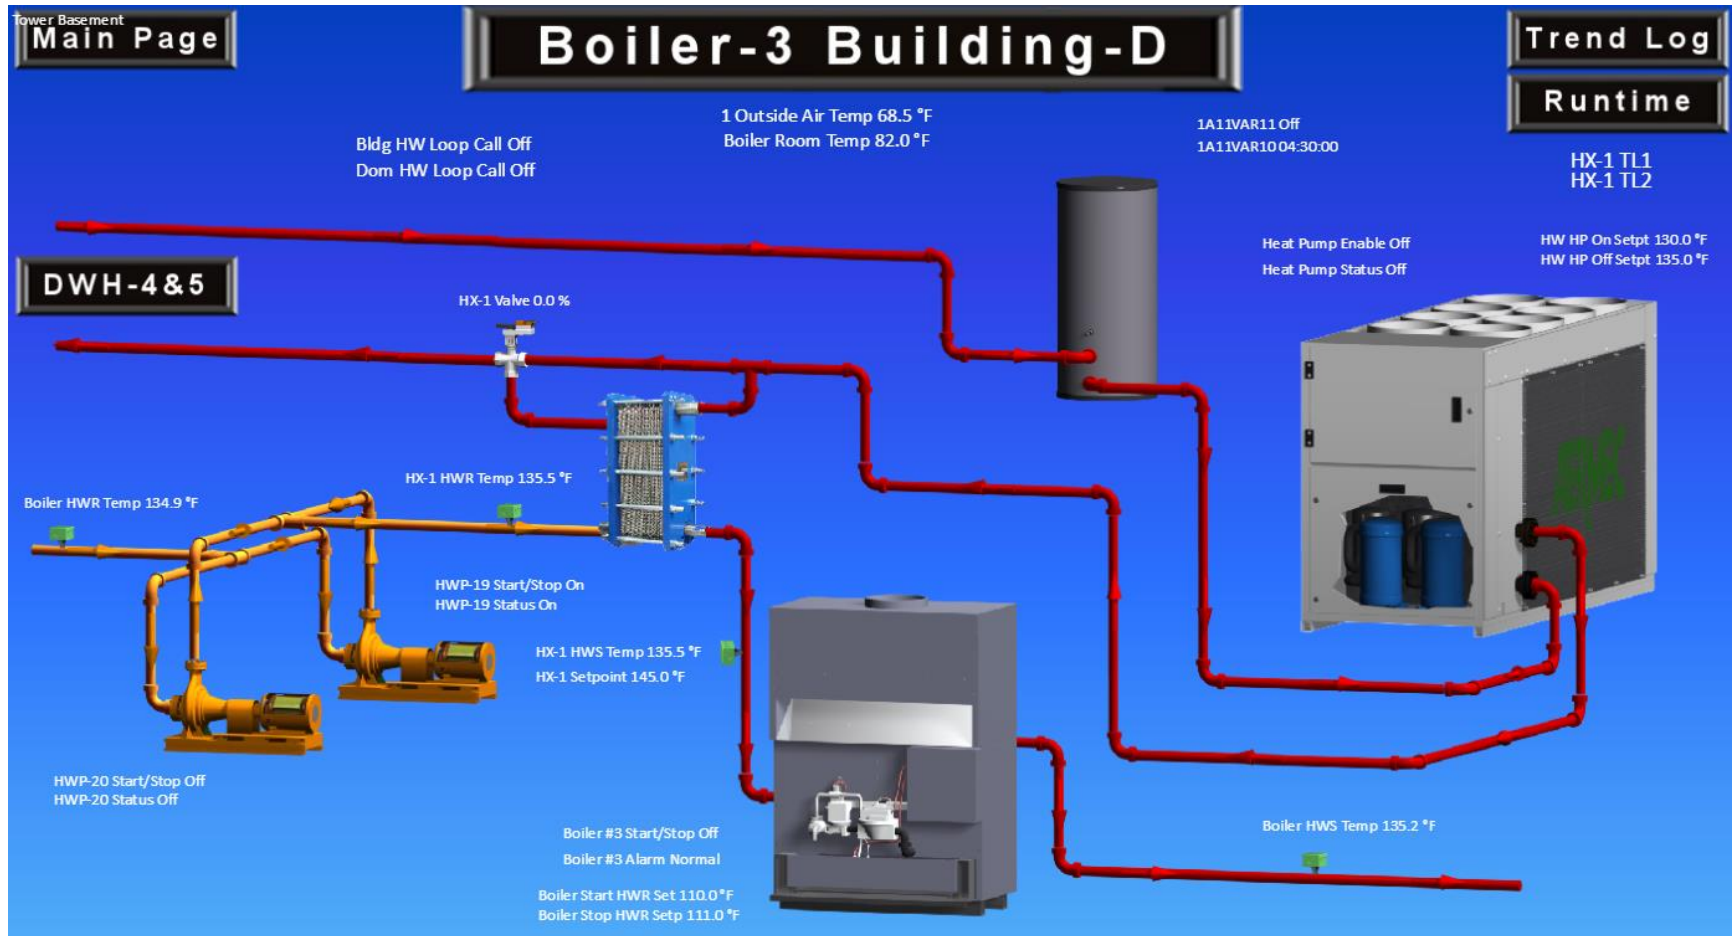 Tower Basement
Main Page
Boiler-3 Building-D
Trend Log
Runtime
1 Outside Air Temp 68.5 °F
Boiler Room Temp 82.0 °F
1A11VAR11 Off
1A11VAR10 04:30:00
Bldg HW Loop Call Off
Dom HW Loop Call Off
HX-1 TL1
HX-1 TL2
Heat Pump Enable Off
Heat Pump Status Off
HW HP On Setpt 130.0 °F
HW HP Off Setpt 135.0 °F
DWH-4&5
HX-1 Valve 0.0 %
HX-1 HWR Temp 135.5 °F
Boiler HWR Temp 134.9 °F
HWP-19 Start/Stop On
HWP-19 Status On
HX-1 HWS Temp 135.5 °F
HX-1 Setpoint 145.0 °F
HWP-20 Start/Stop Off
HWP-20 Status Off
Boiler #3 Start/Stop Off
Boiler #3 Alarm Normal
Boiler HWS Temp 135.2 °F
Boiler Start HWR Set 110.0 °F
Boiler Stop HWR Setp 111.0 °F